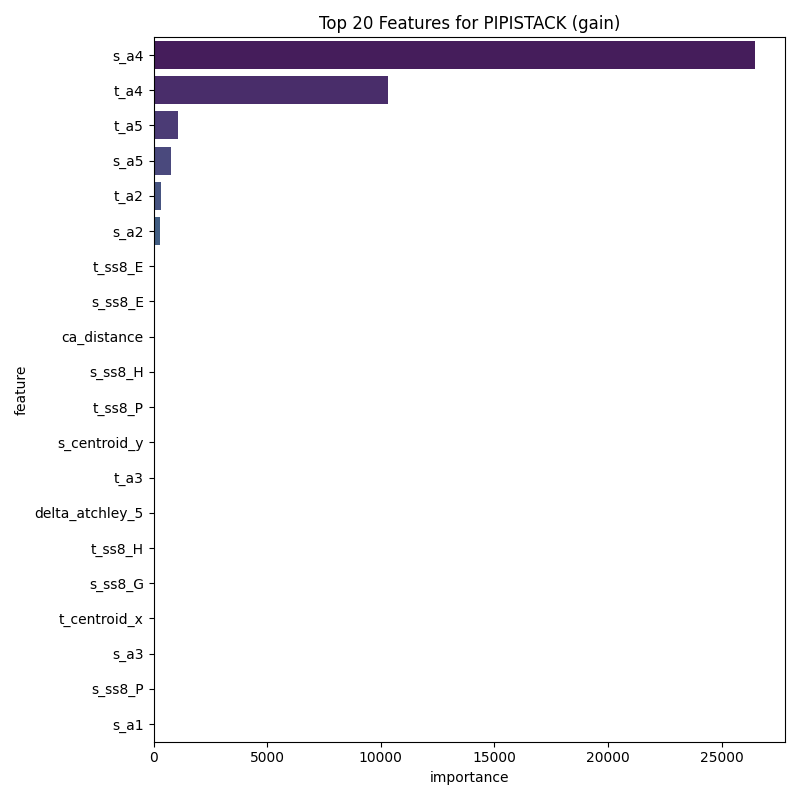 Top 20 Features for PIPISTACK (gain)
s_a4
t_a4
t_a5
s_a5
t_a2
s_a2
t_ss8_E
s_ss8_E
ca_distance
s_ss8_H
t_ss8_P
s_centroid_y
t_a3
delta_atchley_5
t_ss8_H
s_ss8_G
t_centroid_x
s_a3
s_ss8_P
s_a1
feature
0 5000 10000 15000 20000 25000
importance